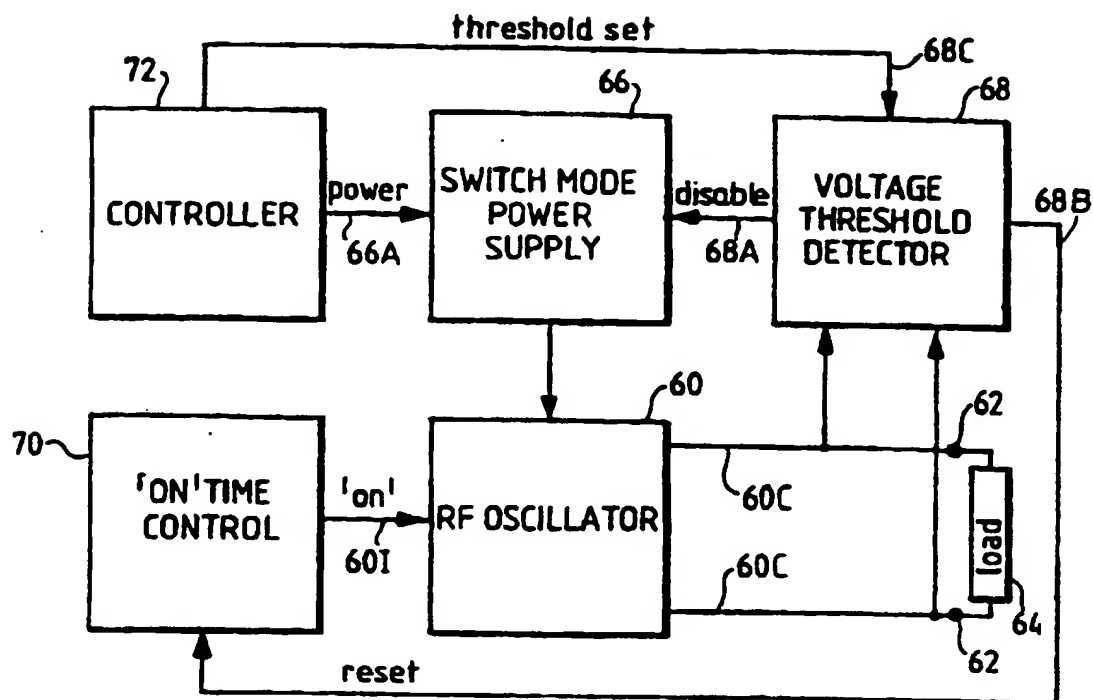 threshold set
68C
72
66
68
CONTROLLER
power
66A
SWITCH MODE
POWER
SUPPLY
disable
68A
VOLTAGE
THRESHOLD
DETECTOR
68B
70
'ON' TIME
CONTROL
'on'
60I
60
RF OSCILLATOR
60C
60C
62
load
64
62
reset